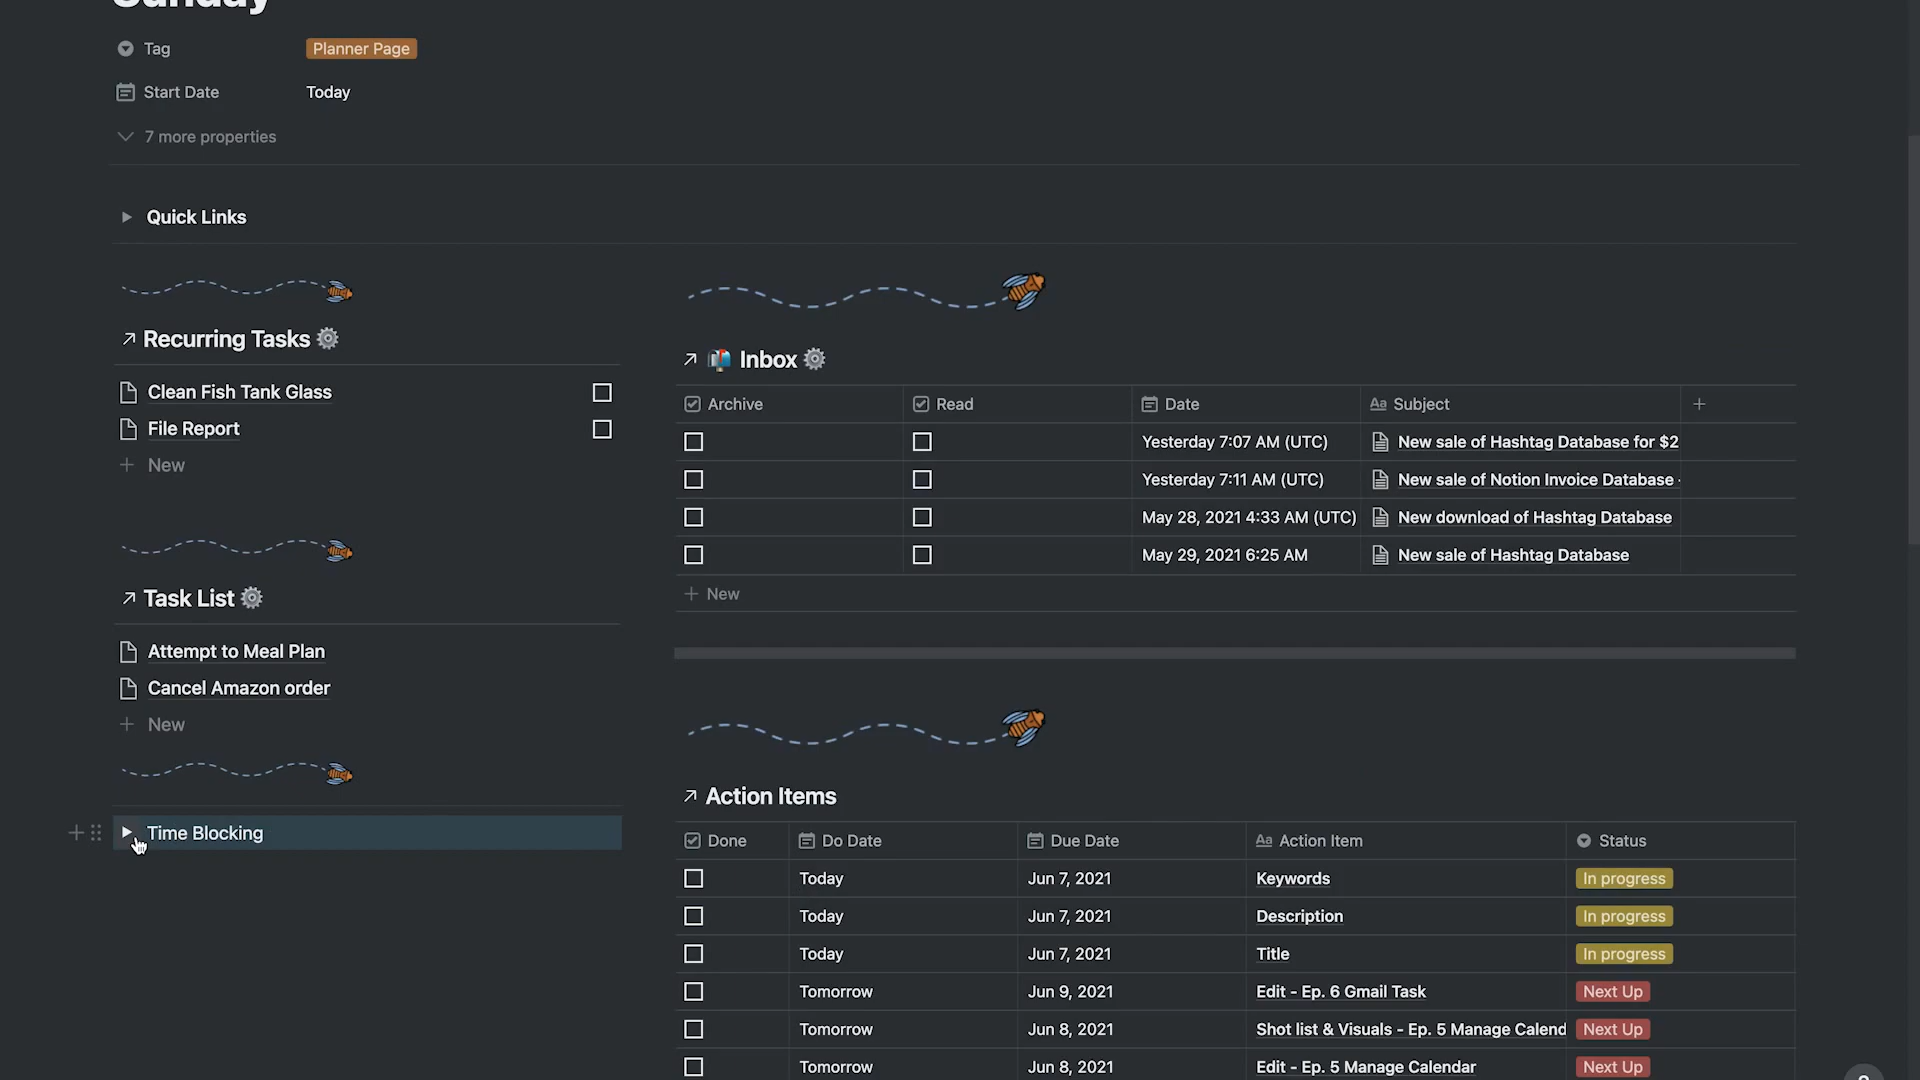 Sunday
Tag Planner Page
Start Date Today
7 more properties
Quick Links
Recurring Tasks
Clean Fish Tank Glass
File Report
New
Task List
Attempt to Meal Plan
Cancel Amazon order
New
Time Blocking
Inbox
Archive Read Date Aa Subject
Yesterday 7:07 AM (UTC) New sale of Hashtag Database for $2
Yesterday 7:11 AM (UTC) New sale of Notion Invoice Database
May 28, 2021 4:33 AM (UTC) New download of Hashtag Database
May 29, 2021 6:25 AM New sale of Hashtag Database
New
Action Items
Done Do Date Due Date Aa Action Item Status
Today Jun 7, 2021 Keywords In progress
Today Jun 7, 2021 Description In progress
Today Jun 7, 2021 Title In progress
Tomorrow Jun 9, 2021 Edit - Ep. 6 Gmail Task Next Up
Tomorrow Jun 8, 2021 Shot list & Visuals - Ep. 5 Manage Calend Next Up
Tomorrow Jun 8, 2021 Edit - Ep. 5 Manage Calendar Next Up